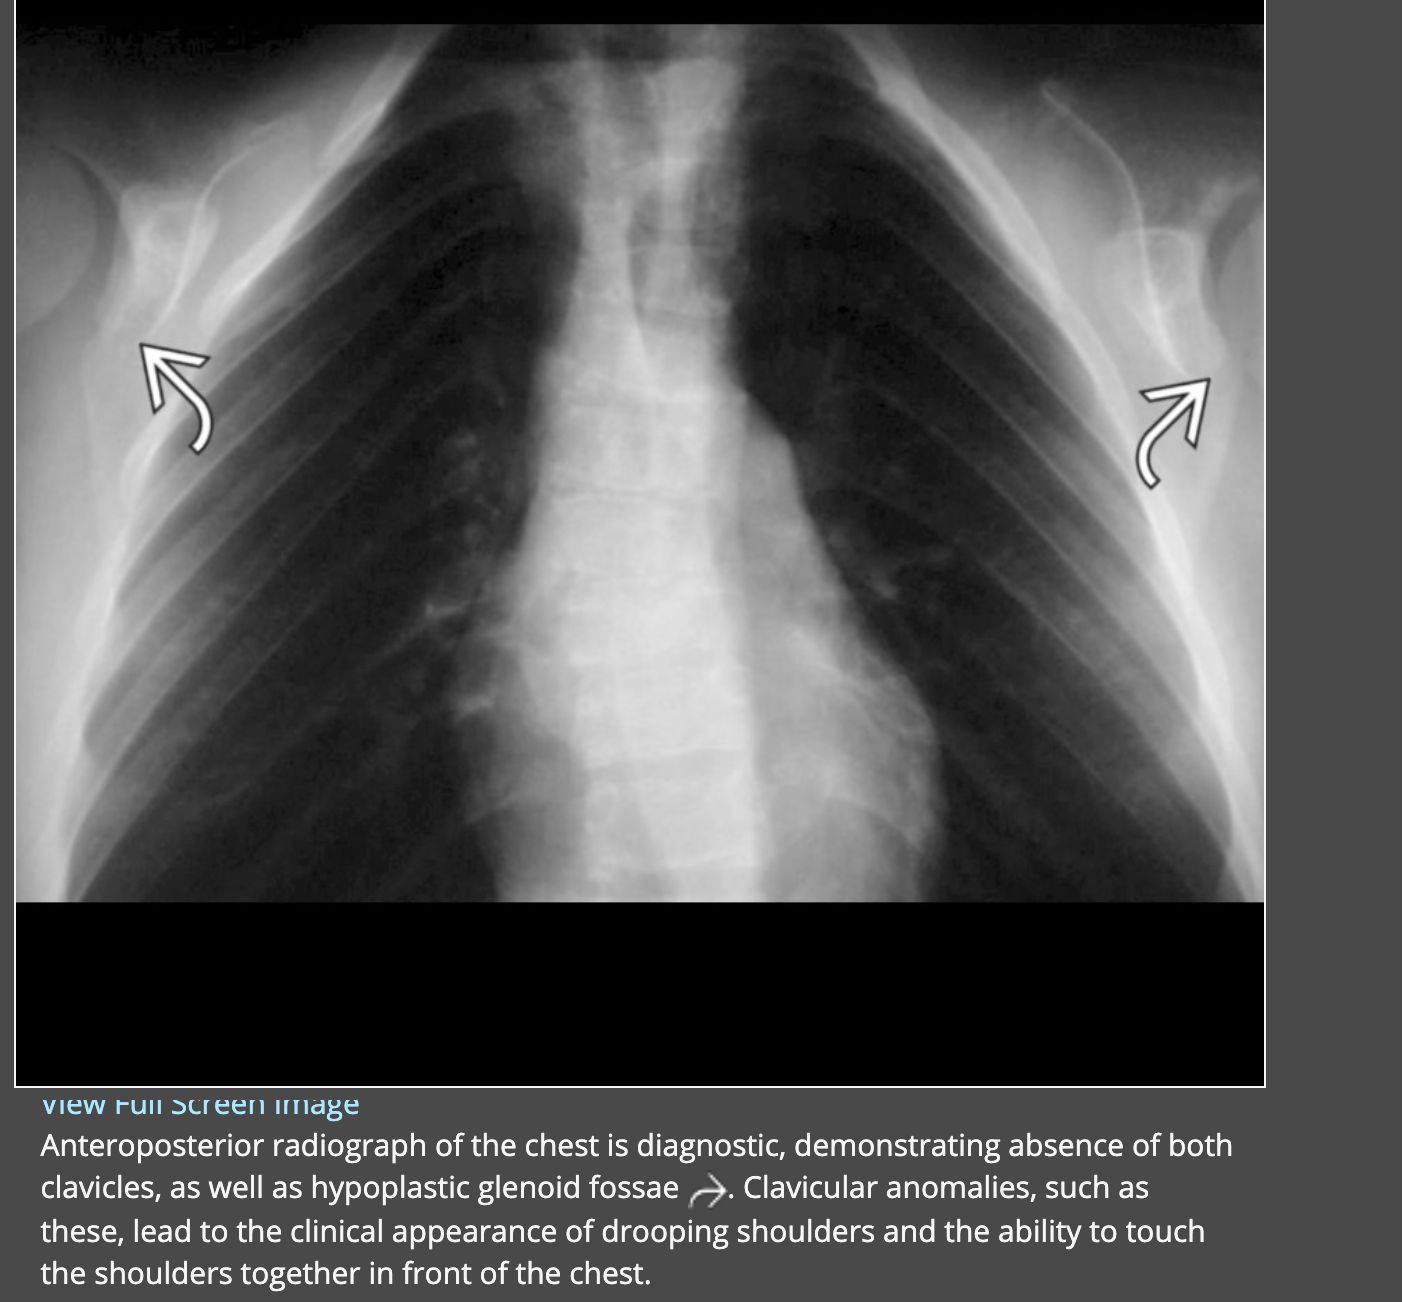 View Full Screen Image
Anteroposterior radiograph of the chest is diagnostic, demonstrating absence of both
clavicles, as well as hypoplastic glenoid fossae . Clavicular anomalies, such as
these, lead to the clinical appearance of drooping shoulders and the ability to touch
the shoulders together in front of the chest.